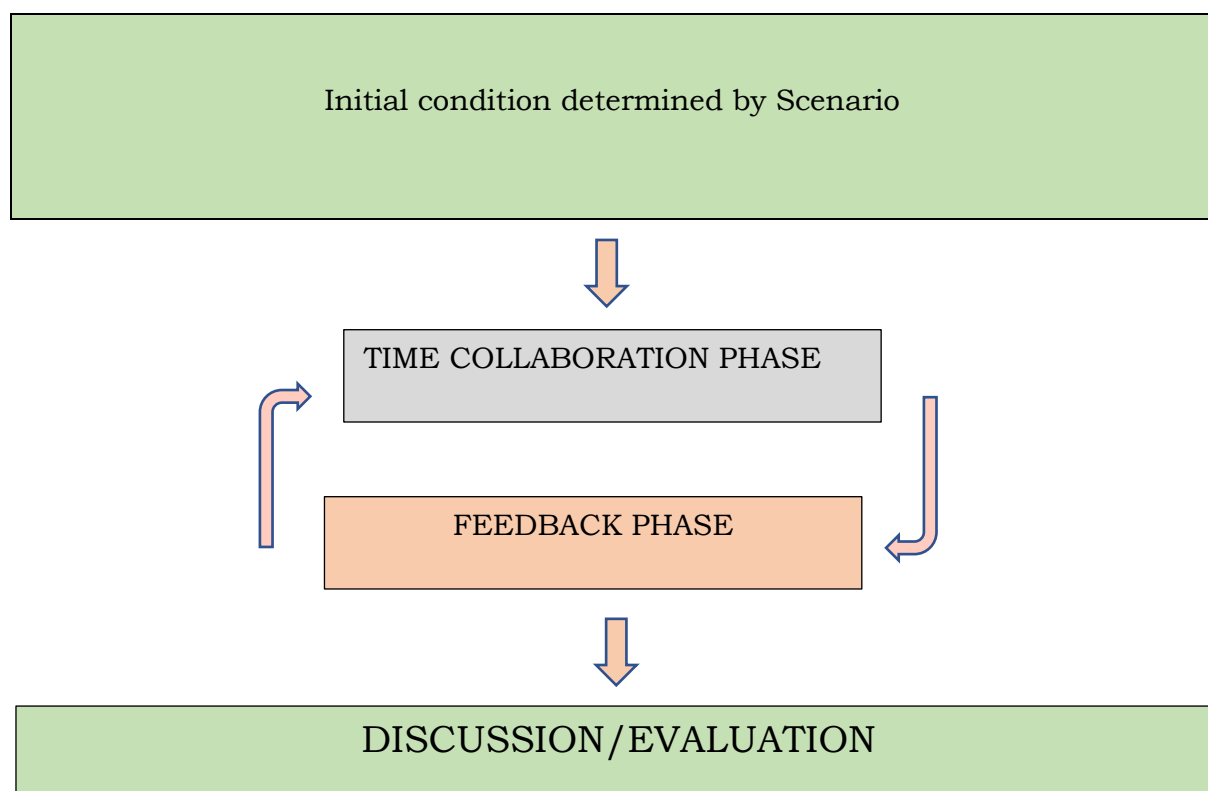 Initial condition determined by Scenario
TIME COLLABORATION PHASE
FEEDBACK PHASE
DISCUSSION/EVALUATION